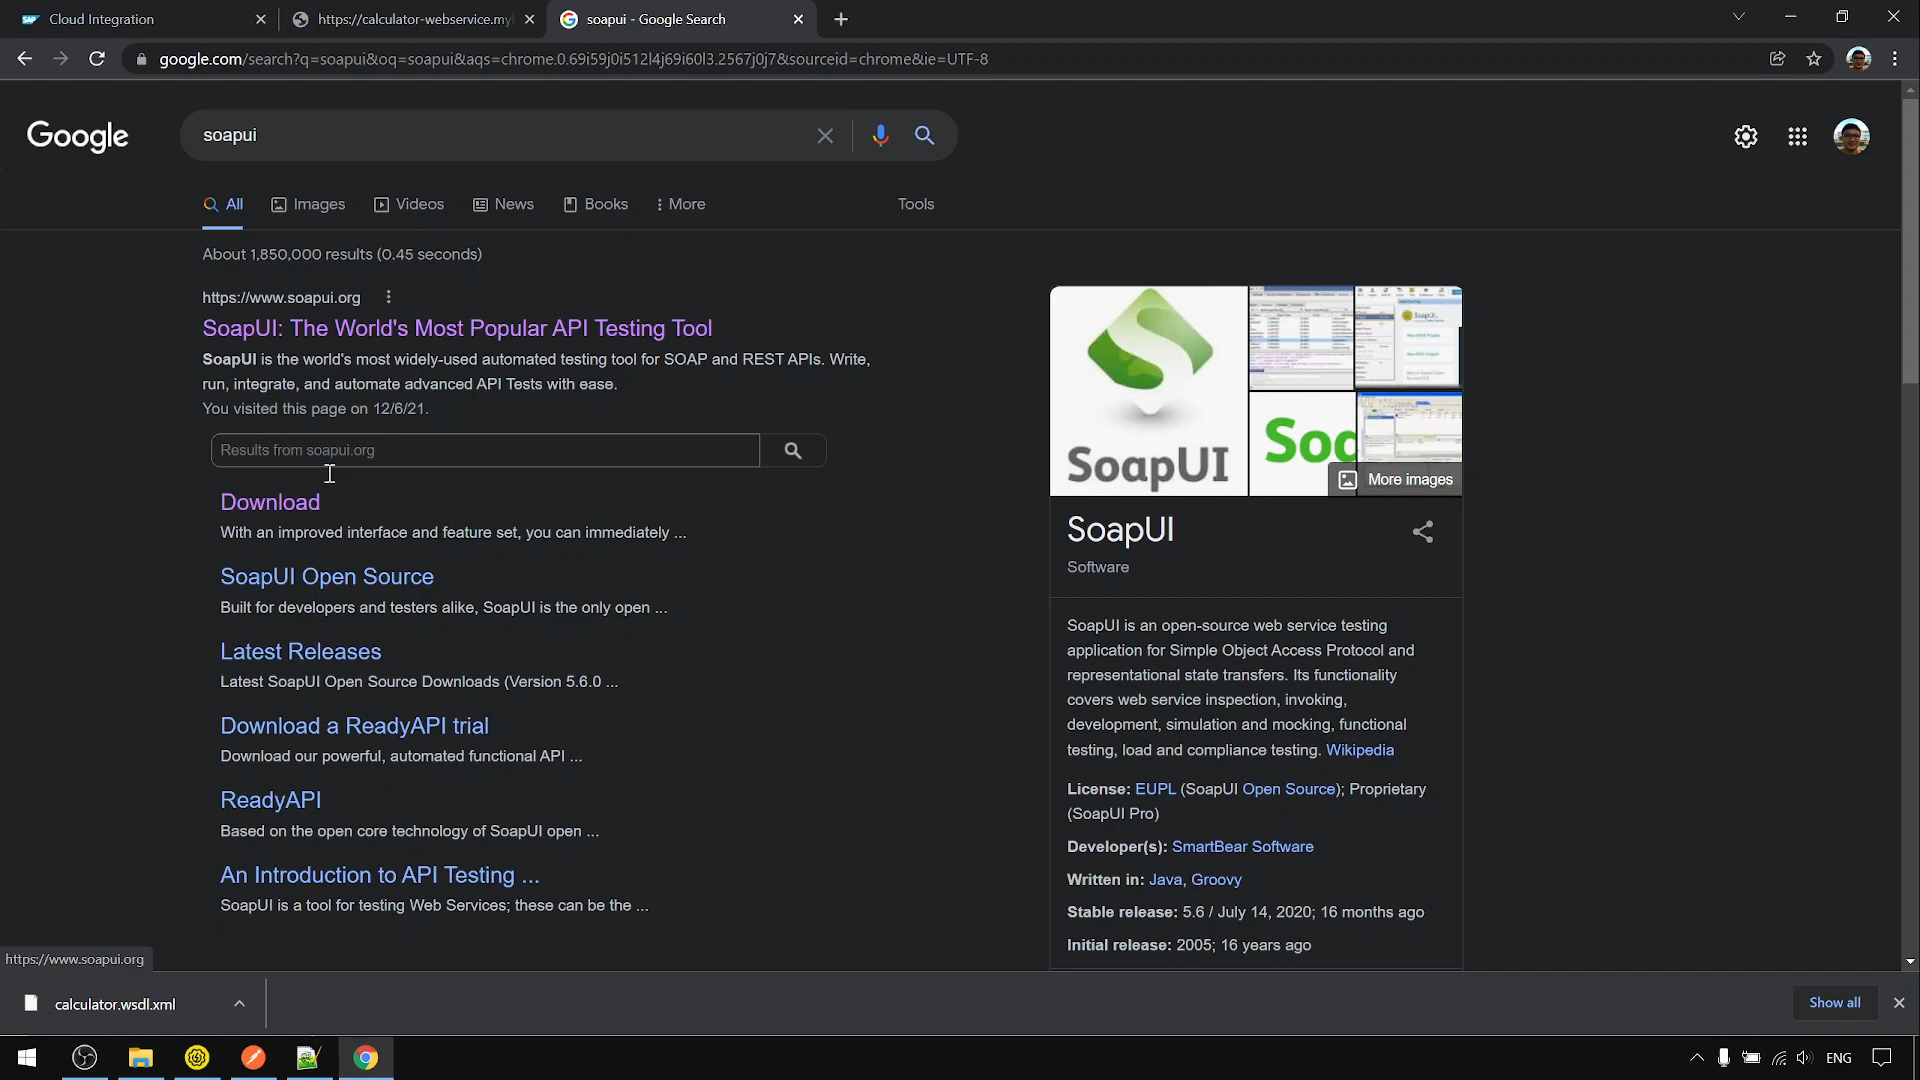 Cloud Integration
https://calculator-webservice.myl
soapui - Google Search
google.com/search?q=soapui&oq=soapui&aqs=chrome.0.69i59j0i512l4j69i60l3.2567j0j7&sourceid=chrome&ie=UTF-8
Google
soapui
All
Images
Videos
News
Books
More
Tools
About 1,850,000 results (0.45 seconds)
https://www.soapui.org
SoapUI: The World's Most Popular API Testing Tool
SoapUI is the world's most widely-used automated testing tool for SOAP and REST APIs. Write,
run, integrate, and automate advanced API Tests with ease.
You visited this page on 12/6/21.
Results from soapui.org
Download
With an improved interface and feature set, you can immediately ...
SoapUI Open Source
Built for developers and testers alike, SoapUI is the only open ...
Latest Releases
Latest SoapUI Open Source Downloads (Version 5.6.0 ...
Download a ReadyAPI trial
Download our powerful, automated functional API ...
ReadyAPI
Based on the open core technology of SoapUI open ...
An Introduction to API Testing ...
SoapUI is a tool for testing Web Services; these can be the ...
SoapUI
More images
SoapUI
Software
SoapUI is an open-source web service testing
application for Simple Object Access Protocol and
representational state transfers. Its functionality
covers web service inspection, invoking,
development, simulation and mocking, functional
testing, load and compliance testing. Wikipedia
License: EUPL (SoapUI Open Source); Proprietary
(SoapUI Pro)
Developer(s): SmartBear Software
Written in: Java, Groovy
Stable release: 5.6 / July 14, 2020; 16 months ago
Initial release: 2005; 16 years ago
https://www.soapui.org
calculator.wsdl.xml
Show all
ENG